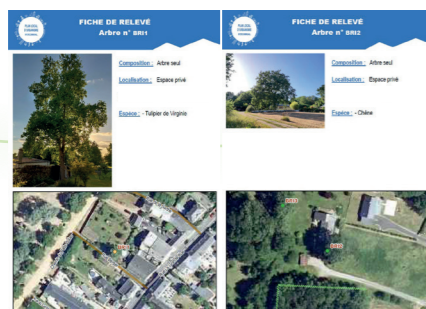 FICHE DE RELEVÉ
Arbre n° BRI1
Composition : Arbre seul
Localisation : Espace privé
Espèce : - Tulipier de Virginie
FICHE DE RELEVÉ
Arbre n° BRI2
Composition : Arbre seul
Localisation : Espace privé
Espèce : - Chêne
BRI2